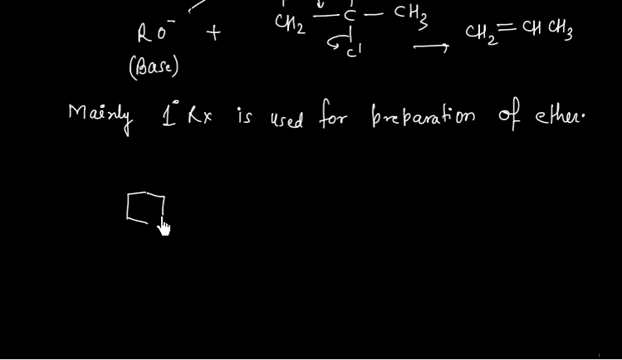 CH2 — C — CH3
RO⁻ + Cl ⟶ CH2 = CH CH3
(Base)
Mainly 1° Rx is used for preparation of ether.